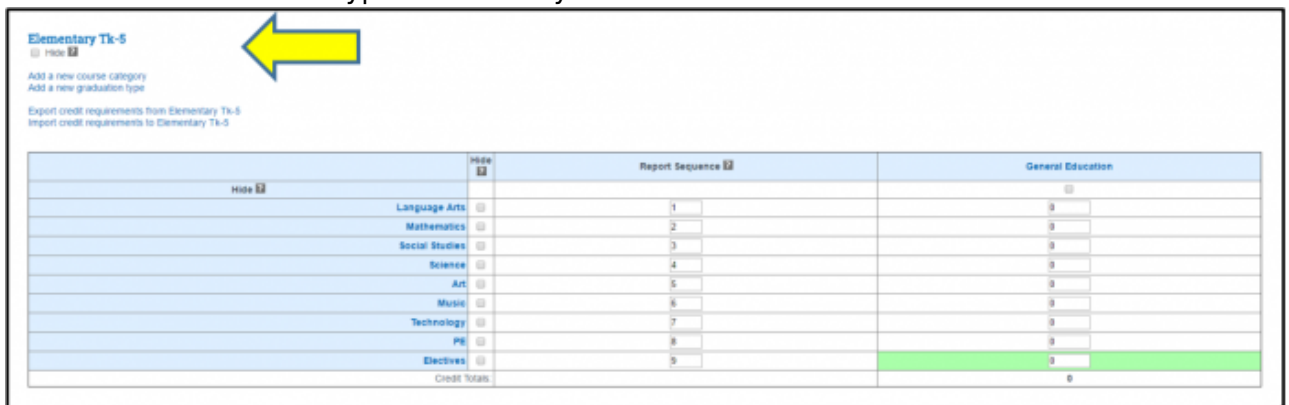 Elementary Tk-5
Hide ?
Add a new course category
Add a new graduation type
Export credit requirements from Elementary Tk-5
Import credit requirements to Elementary Tk-5
Hide ? Report Sequence ? General Education
Hide ?
Language Arts 1 0
Mathematics 2 0
Social Studies 3 0
Science 4 0
Art 5 0
Music 6 0
Technology 7 0
PE 8 0
Electives 9 0
Credit Totals: 0